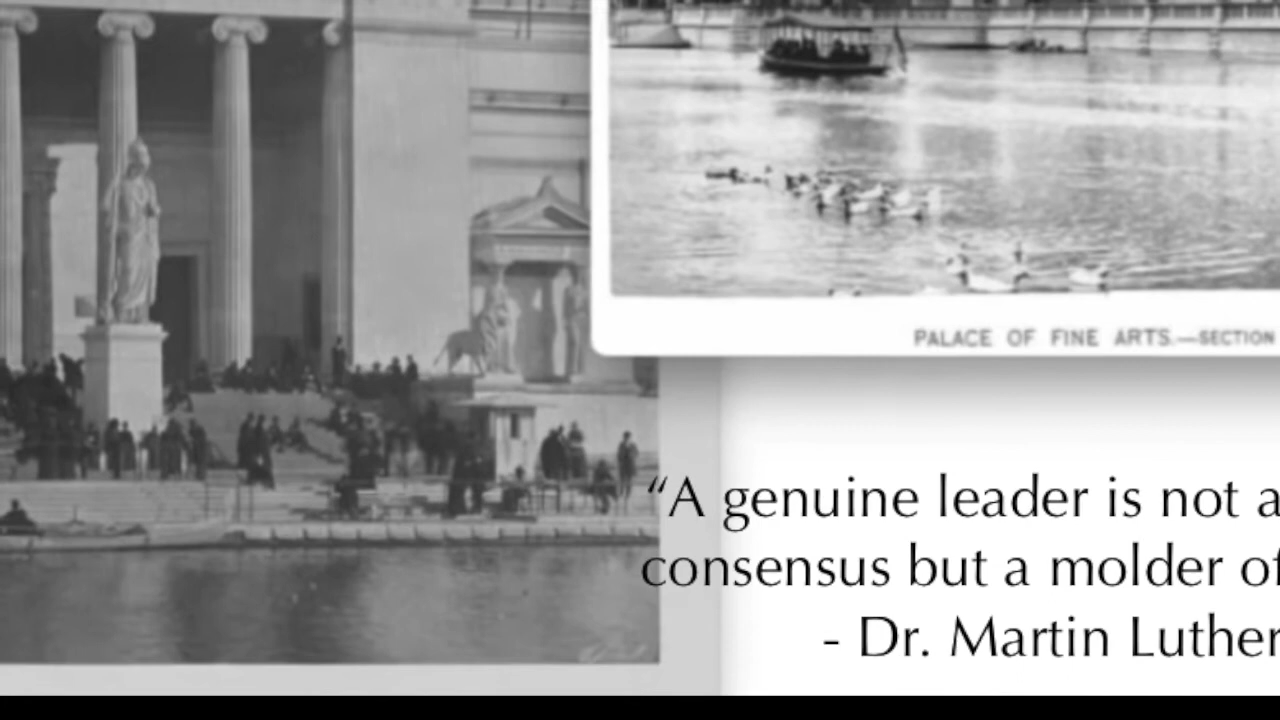 PALACE OF FINE ARTS.—SECTION
“A genuine leader is not a
consensus but a molder of
- Dr. Martin Luther